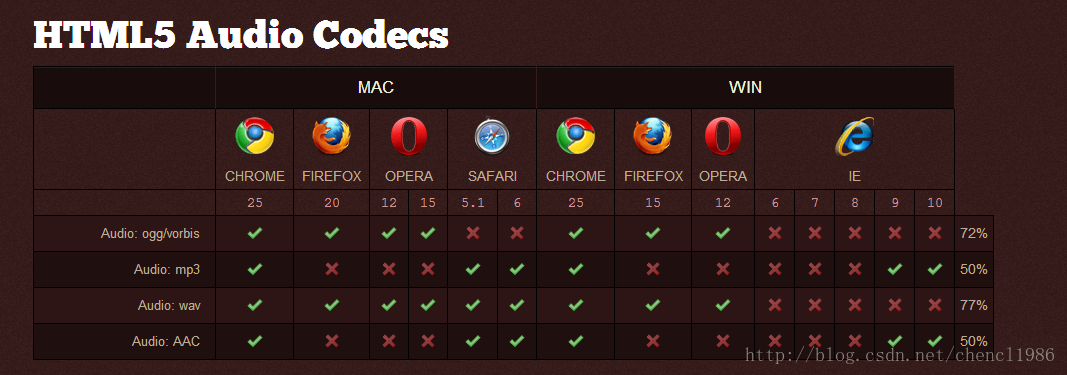 HTML5 Audio Codecs
MAC WIN
CHROME FIREFOX OPERA SAFARI CHROME FIREFOX OPERA IE
25 20 12 15 5.1 6 25 15 12 6 7 8 9 10
Audio: ogg/vorbis 72%
Audio: mp3 50%
Audio: wav 77%
Audio: AAC 50%
http://blog.csdn.net/chencl1986